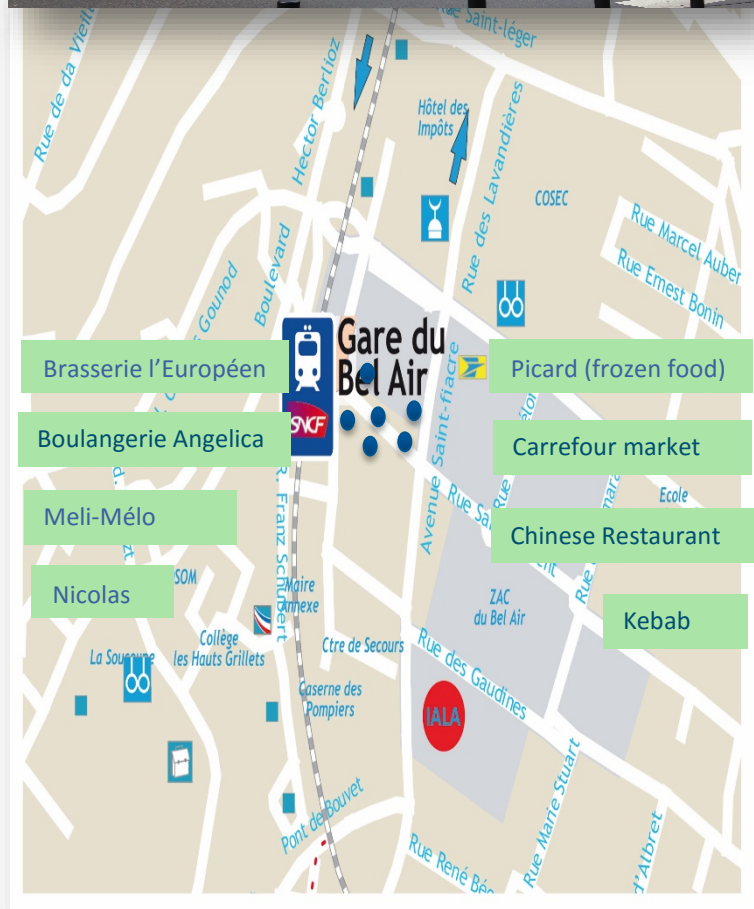 Rue Saint-léger
Rue de da
Hector Berlioz
Hôtel des
Impôts
Rue des Lavandières
COSEC
Rue Marcel Auber
Rue Ernest Bonin
Boulevard
Gounod
Gare du
Bel Air
SNCF
Brasserie l’Européen
Picard (frozen food)
Boulangerie Angelica
Carrefour market
Avenue Saint-fiacre
Ecole
Meli-Mélo
Chinese Restaurant
R. Franz Schubert
Nicolas
ZAC
du Bel Air
Kebab
Maire
Annexe
Collège
les Hauts Grillets
La Soucoupe
Ctre de Secours
Rue des Gaudines
Caserne des
Pompiers
IALA
Pont de Bouvet
Rue Marie Stuart
d'Albret
Rue René